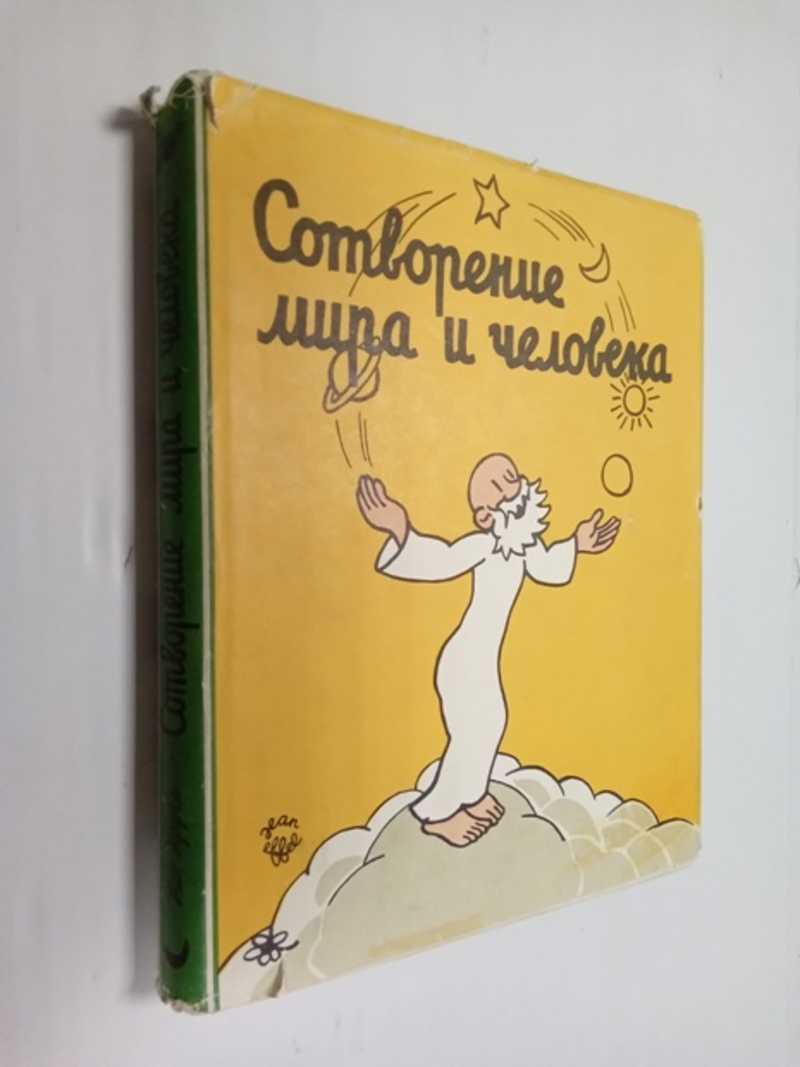 Сотворение
мира и человека
jean
effel
Сотворение мира и человека